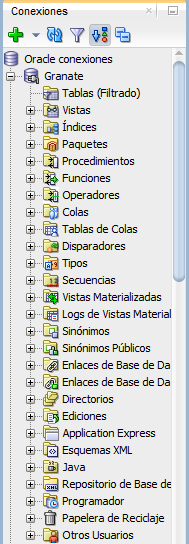 Conexiones
Oracle conexiones
Granate
Tablas (Filtrado)
Vistas
Índices
Paquetes
Procedimientos
Funciones
Operadores
Colas
Tablas de Colas
Disparadores
Tipos
Secuencias
Vistas Materializadas
Logs de Vistas Material
Sinónimos
Sinónimos Públicos
Enlaces de Base de Da
Enlaces de Base de Da
Directorios
Ediciones
Application Express
Esquemas XML
Java
Repositorio de Base de
Programador
Papelera de Reciclaje
Otros Usuarios